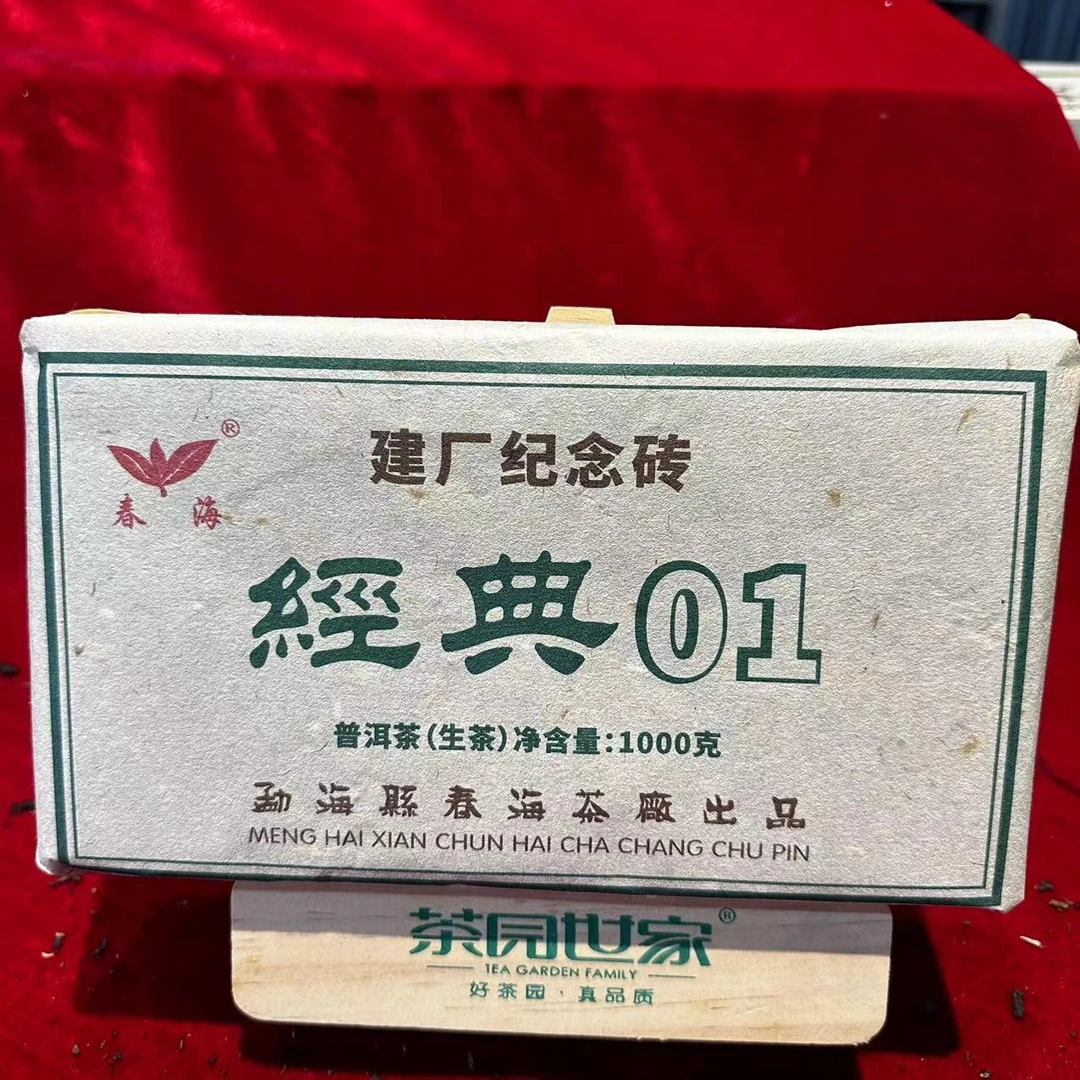 ®
春 海
建厂纪念砖
經典01
普洱茶(生茶)净含量:1000克
勐海縣春海茶廠出品
MENG HAI XIAN CHUN HAI CHA CHANG CHU PIN
茶园世家®
TEA GARDEN FAMILY
好茶园·真品质